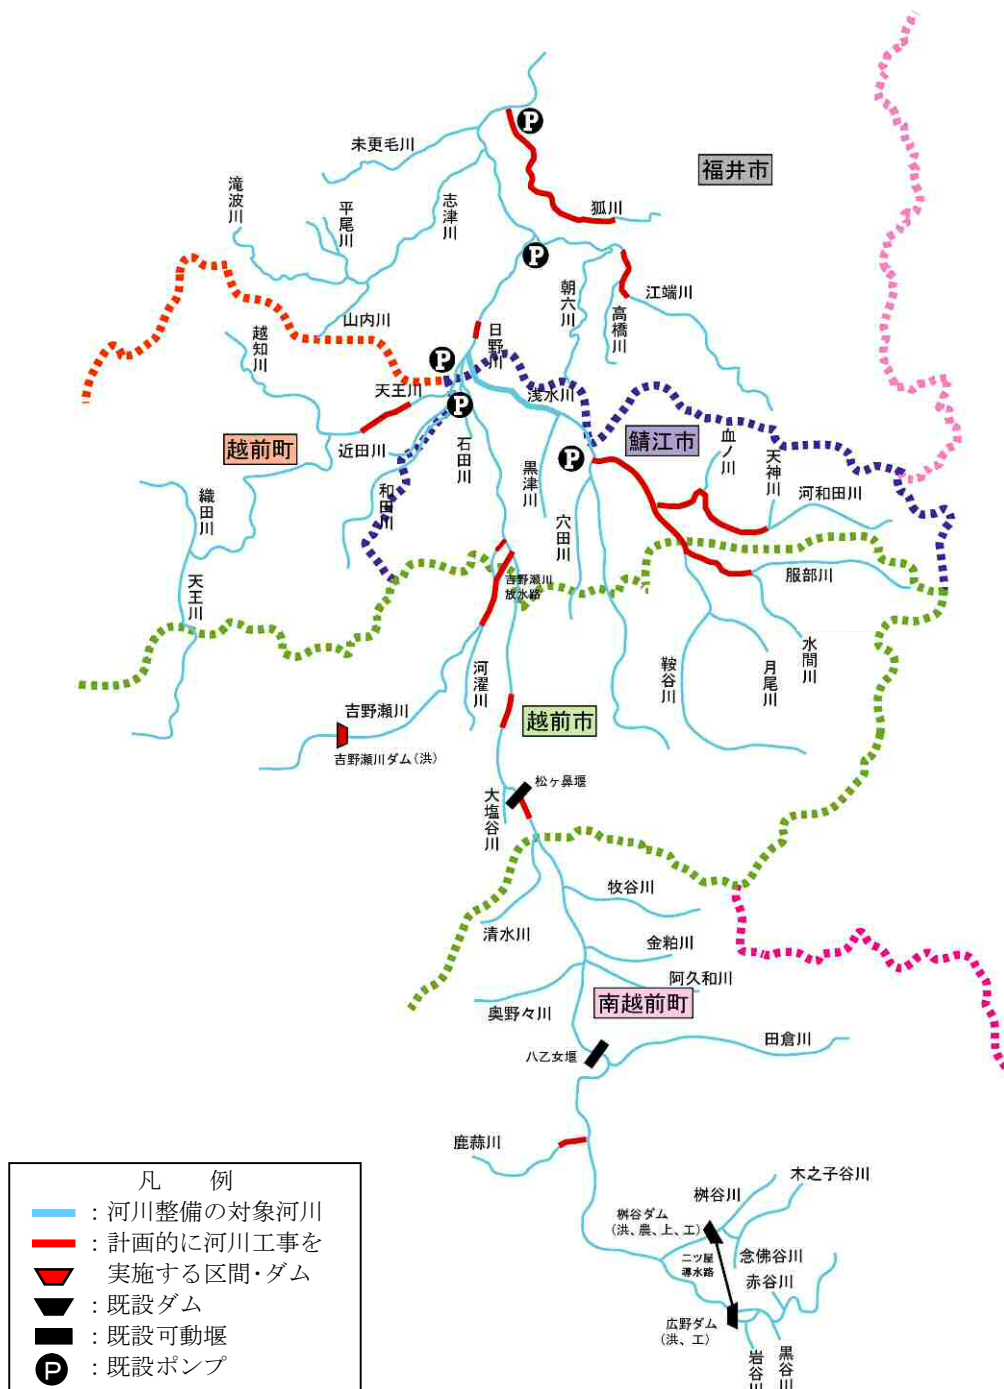 P
未更毛川
福井市
滝波川
平尾川
志津川
狐川
P
朝六川
高橋川
江端川
山内川
越知川
日野川
P
天王川
浅水川
P
越前町
近田川
石田川
黒津川
P
鯖江市
血ノ川
天神川
河和田川
織田川
和田川
穴田川
天王川
吉野瀬川
放水路
服部川
水間川
河濯川
鞍谷川
月尾川
吉野瀬川
越前市
吉野瀬川ダム(洪)
松ヶ鼻堰
大塩谷川
牧谷川
清水川
金粕川
阿久和川
奥野々川
南越前町
八乙女堰
田倉川
鹿蒜川
木之子谷川
桝谷川
桝谷ダム
(洪、農、上、工)
二ツ屋
導水路
念佛谷川
赤谷川
広野ダム
(洪、工)
岩谷川
黒谷川
凡 例
:河川整備の対象河川
:計画的に河川工事を
実施する区間・ダム
:既設ダム
:既設可動堰
P :既設ポンプ